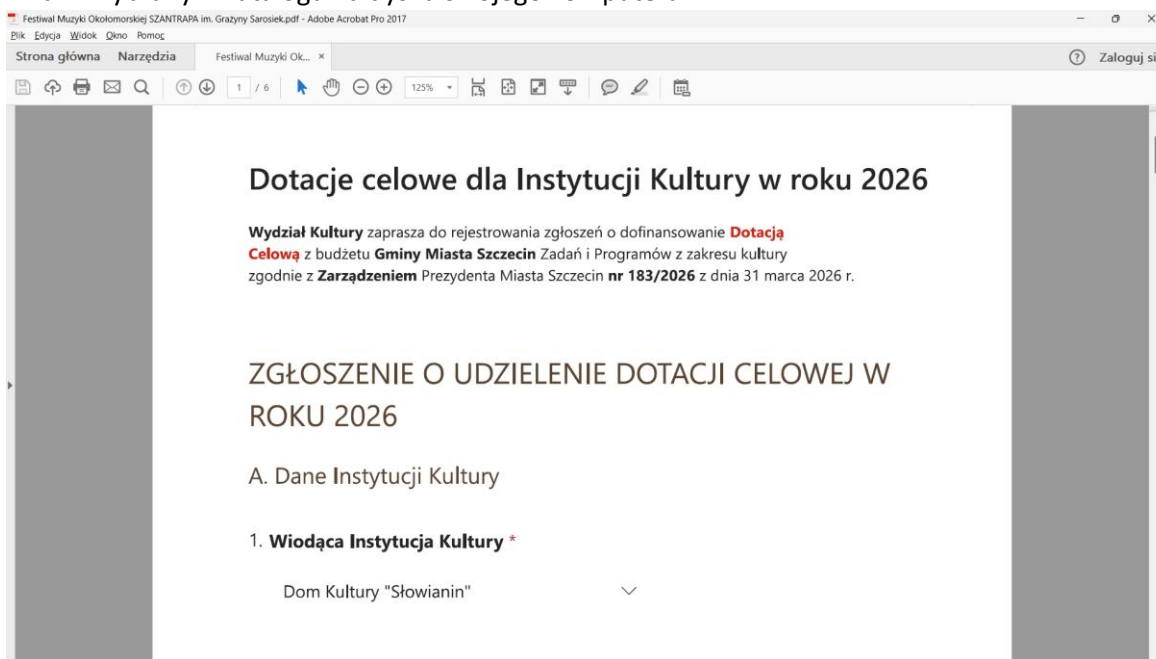 Festiwal Muzyki Okołomorskiej SZANTRAPA im. Grażyny Sarosiek.pdf - Adobe Acrobat Pro 2017
Plik Edycja Widok Okno Pomoc
Strona główna Narzędzia Festiwal Muzyki Ok... × ? Zaloguj si
1 / 6 125%
Dotacje celowe dla Instytucji Kultury w roku 2026
Wydział Kultury zaprasza do rejestrowania zgłoszeń o dofinansowanie Dotacją
Celową z budżetu Gminy Miasta Szczecin Zadań i Programów z zakresu kultury
zgodnie z Zarządzeniem Prezydenta Miasta Szczecin nr 183/2026 z dnia 31 marca 2026 r.
ZGŁOSZENIE O UDZIELENIE DOTACJI CELOWEJ W
ROKU 2026
A. Dane Instytucji Kultury
1. Wiodąca Instytucja Kultury *
Dom Kultury "Słowianin"